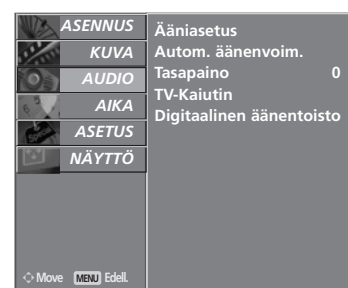 ASENNUS
KUVA
AUDIO
AIKA
ASETUS
NÄYTTÖ
Ääniasetus
Autom. äänenvoim.
Tasapaino 0
TV-Kaiutin
Digitaalinen äänentoisto
Move MENU Edell.